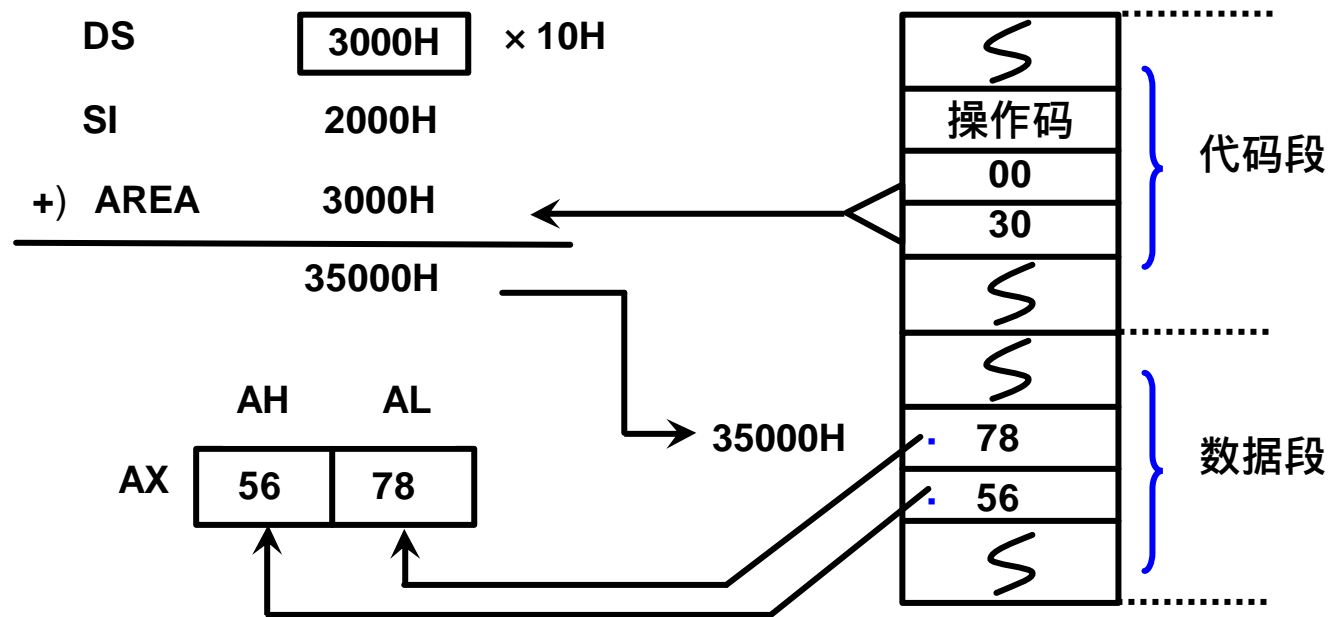 DS 3000H × 10H
SI 2000H
+) AREA 3000H
35000H
AH AL
AX 56 78
35000H
操作码
00
30
78
56
代码段
数据段